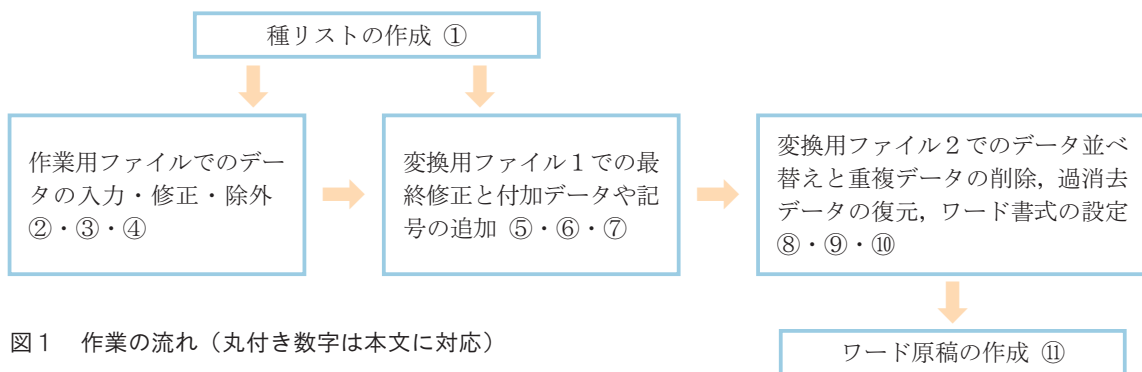 種リストの作成 ①
作業用ファイルでのデー
タの入力・修正・除外
②・③・④
変換用ファイル1での最
終修正と付加データや記
号の追加 ⑤・⑥・⑦
変換用ファイル2でのデータ並べ
替えと重複データの削除,過消去
データの復元,ワード書式の設定
⑧・⑨・⑩
ワード原稿の作成 ⑪
図1 作業の流れ(丸付き数字は本文に対応)